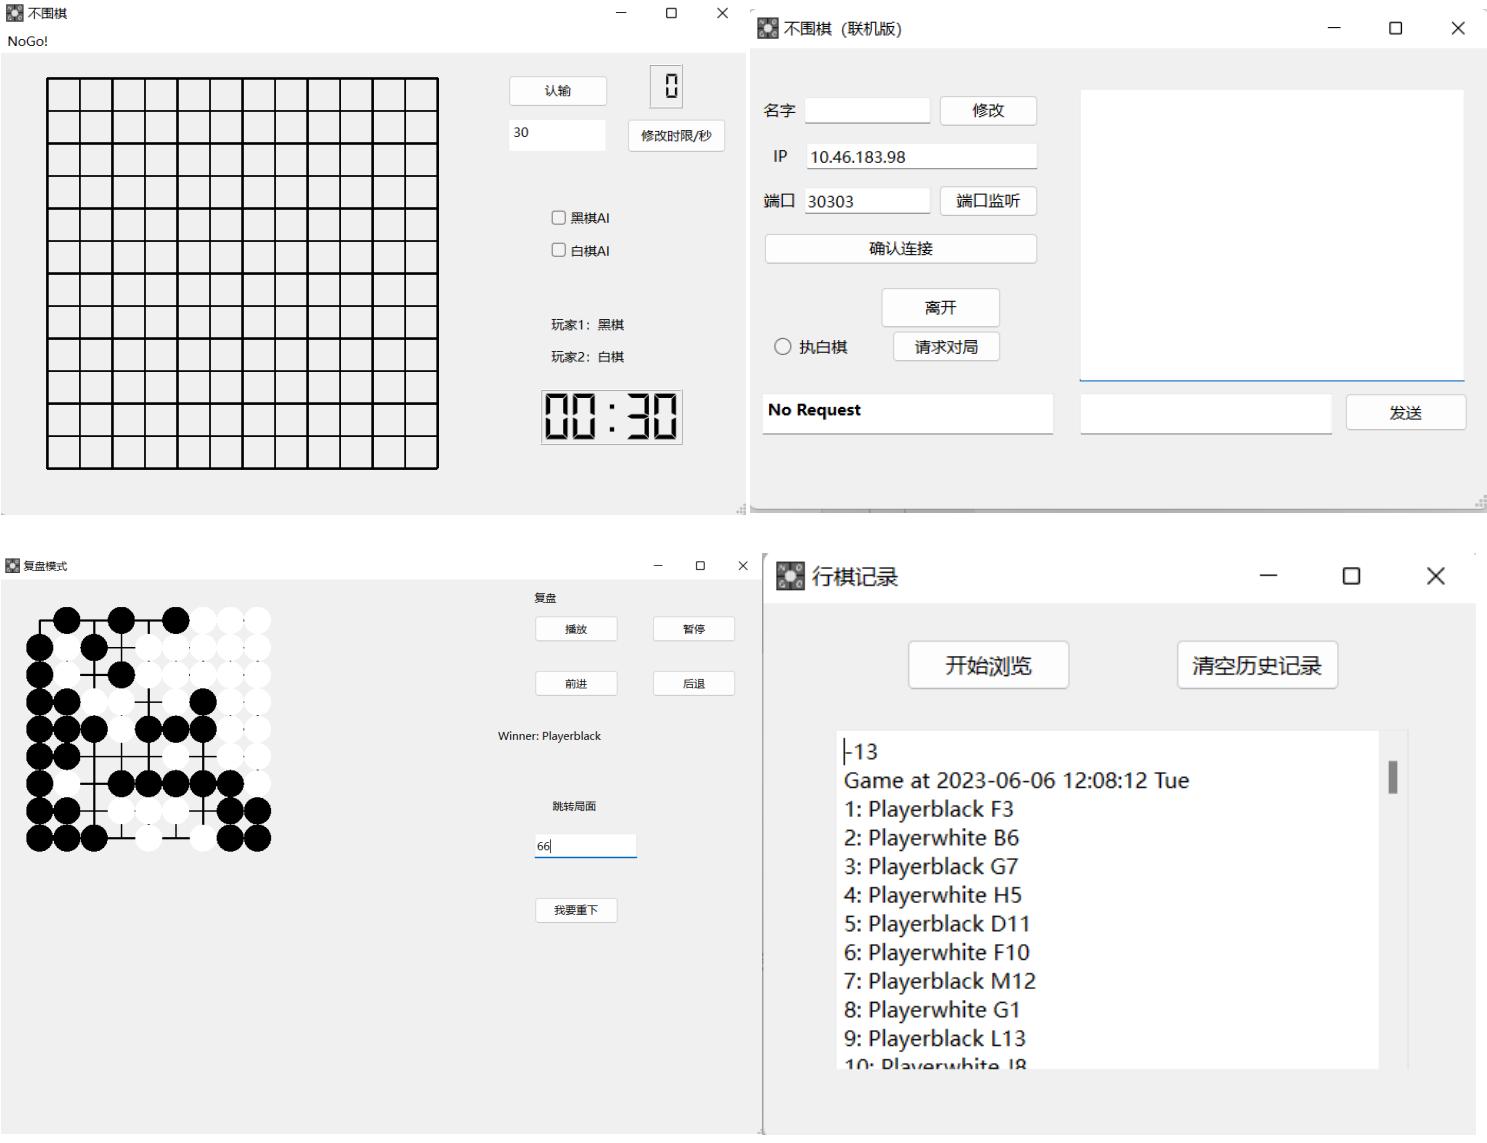 不围棋
NoGo!
认输
0
30
修改时限/秒
黑棋AI
白棋AI
玩家1：黑棋
玩家2：白棋
00:30
不围棋（联机版）
名字
修改
IP
10.46.183.98
端口
30303
端口监听
确认连接
离开
执白棋
请求对局
No Request
发送
复盘模式
复盘
播放
暂停
前进
后退
Winner: Playerblack
跳转局面
66
我要重下
行棋记录
开始浏览
清空历史记录
-13
Game at 2023-06-06 12:08:12 Tue
1: Playerblack F3
2: Playerwhite B6
3: Playerblack G7
4: Playerwhite H5
5: Playerblack D11
6: Playerwhite F10
7: Playerblack M12
8: Playerwhite G1
9: Playerblack L13
10: Playerwhite J8